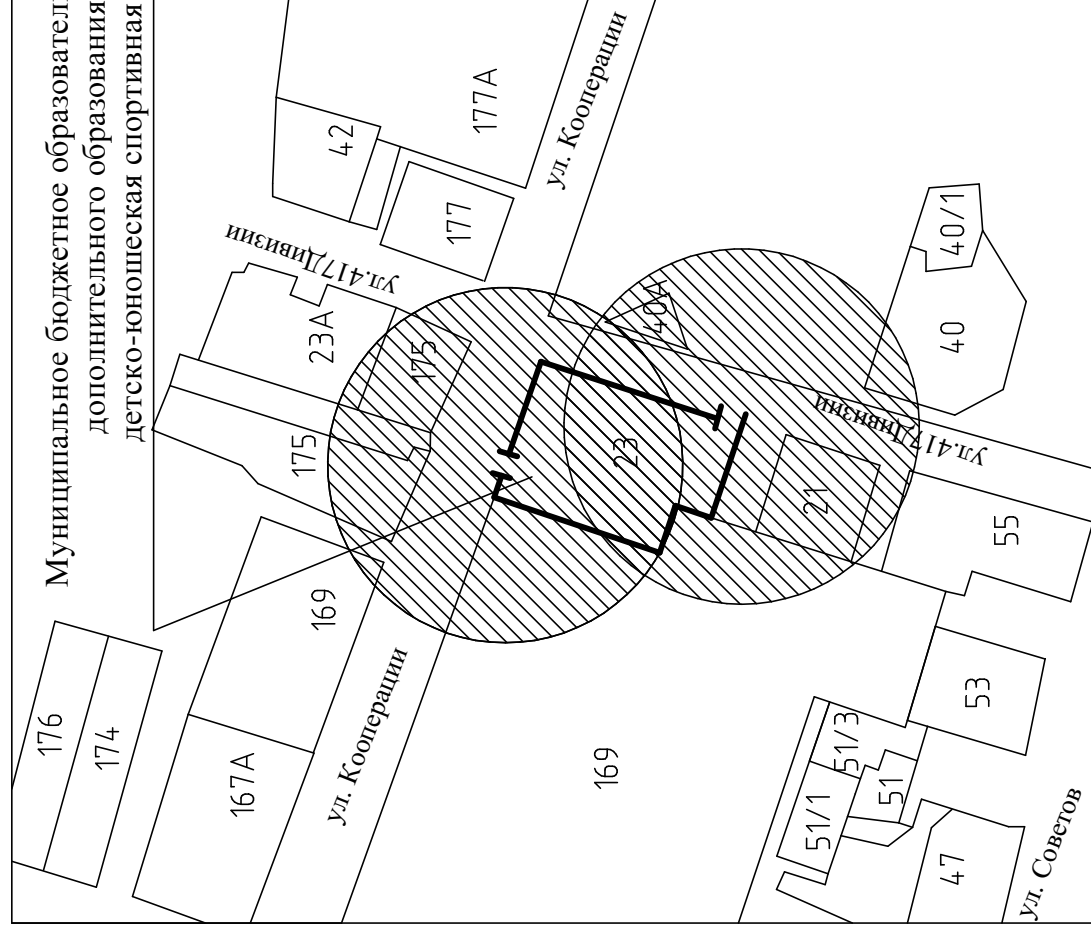 Муниципальное бюджетное образовател
дополнительного образования
детско-юношеская спортивная
176
174
167А
169
175
23А
175
42
177А
177
ул. Кооперации
ул.417Дивизии
ул. Кооперации
40А
23
21
ул.417Дивизии
40/1
40
55
53
169
51/3
51/1
51
47
ул. Советов